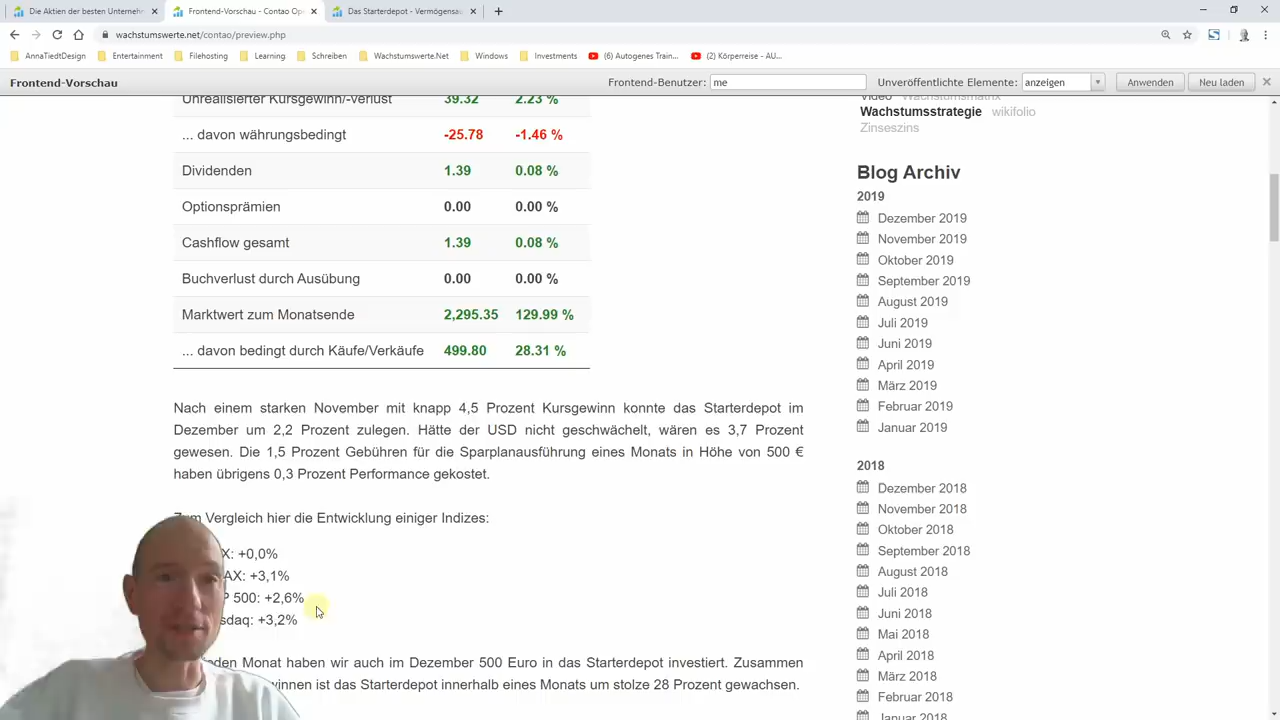 Die Aktien der besten Unternehm
Frontend-Vorschau - Contao Op
Das Starterdepot - Vermögensau
wachstumswerte.net/contao/preview.php
AnnaTiedtDesign
Entertainment
Filehosting
Learning
Schreiben
Wachstumswerte.Net
Windows
Investments
(6) Autogenes Train...
(2) Körperreise - AU...
Frontend-Vorschau
Frontend-Benutzer: me
Unveröffentlichte Elemente: anzeigen
Anwenden
Neu laden
Unrealisierter Kursgewinn/-verlust 39.32 2.23 %
... davon währungsbedingt -25.78 -1.46 %
Dividenden 1.39 0.08 %
Optionsprämien 0.00 0.00 %
Cashflow gesamt 1.39 0.08 %
Buchverlust durch Ausübung 0.00 0.00 %
Marktwert zum Monatsende 2,295.35 129.99 %
... davon bedingt durch Käufe/Verkäufe 499.80 28.31 %
Nach einem starken November mit knapp 4,5 Prozent Kursgewinn konnte das Starterdepot im
Dezember um 2,2 Prozent zulegen. Hätte der USD nicht geschwächelt, wären es 3,7 Prozent
gewesen. Die 1,5 Prozent Gebühren für die Sparplanausführung eines Monats in Höhe von 500 €
haben übrigens 0,3 Prozent Performance gekostet.
Zum Vergleich hier die Entwicklung einiger Indizes:
X: +0,0%
AX: +3,1%
P 500: +2,6%
sdaq: +3,2%
eden Monat haben wir auch im Dezember 500 Euro in das Starterdepot investiert. Zusammen
winnen ist das Starterdepot innerhalb eines Monats um stolze 28 Prozent gewachsen.
Video Wachstumsmatrix
Wachstumsstrategie wikifolio
Zinseszins
Blog Archiv
2019
Dezember 2019
November 2019
Oktober 2019
September 2019
August 2019
Juli 2019
Juni 2019
April 2019
März 2019
Februar 2019
Januar 2019
2018
Dezember 2018
November 2018
Oktober 2018
September 2018
August 2018
Juli 2018
Juni 2018
Mai 2018
April 2018
März 2018
Februar 2018
Januar 2018